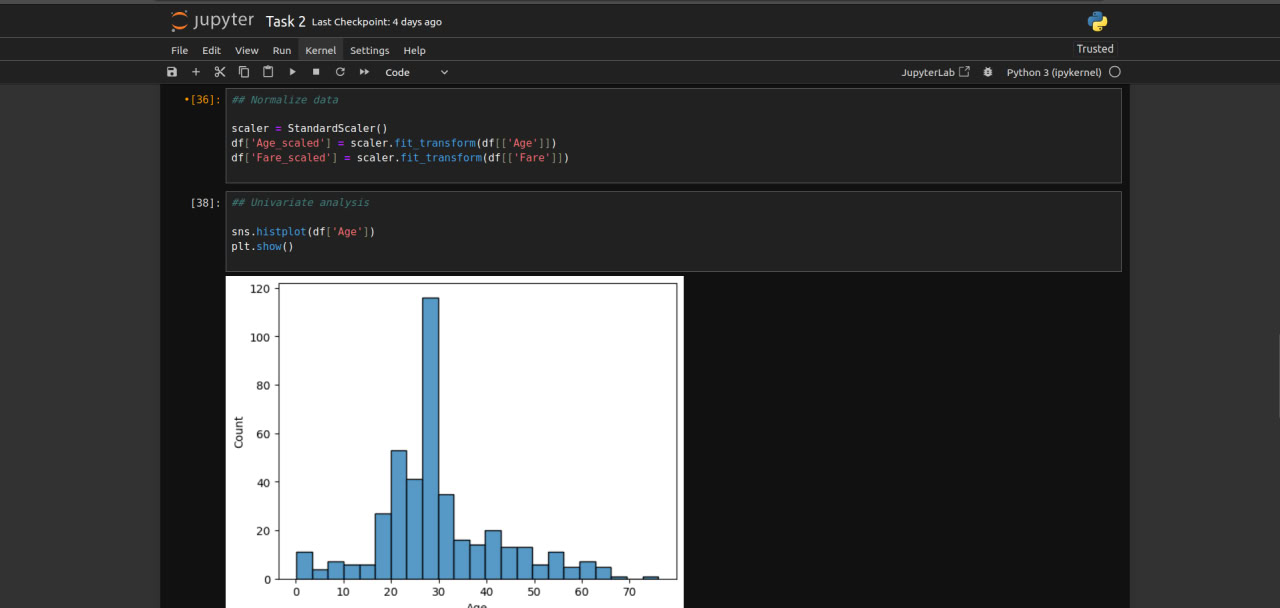 jupyter Task 2 Last Checkpoint: 4 days ago
File Edit View Run Kernel Settings Help
Trusted
Code
JupyterLab
Python 3 (ipykernel)
•[36]:
## Normalize data
scaler = StandardScaler()
df['Age_scaled'] = scaler.fit_transform(df[['Age']])
df['Fare_scaled'] = scaler.fit_transform(df[['Fare']])
[38]:
## Univariate analysis
sns.histplot(df['Age'])
plt.show()
120
100
80
60
40
20
0
Count
0 10 20 30 40 50 60 70
Age